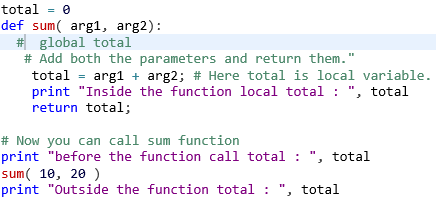 total = 0
def sum( arg1, arg2):
  #  global total
   # Add both the parameters and return them."
    total = arg1 + arg2; # Here total is local variable.
    print "Inside the function local total : ", total
    return total;

# Now you can call sum function
print "before the function call total : ", total
sum( 10, 20 )
print "Outside the function total : ", total